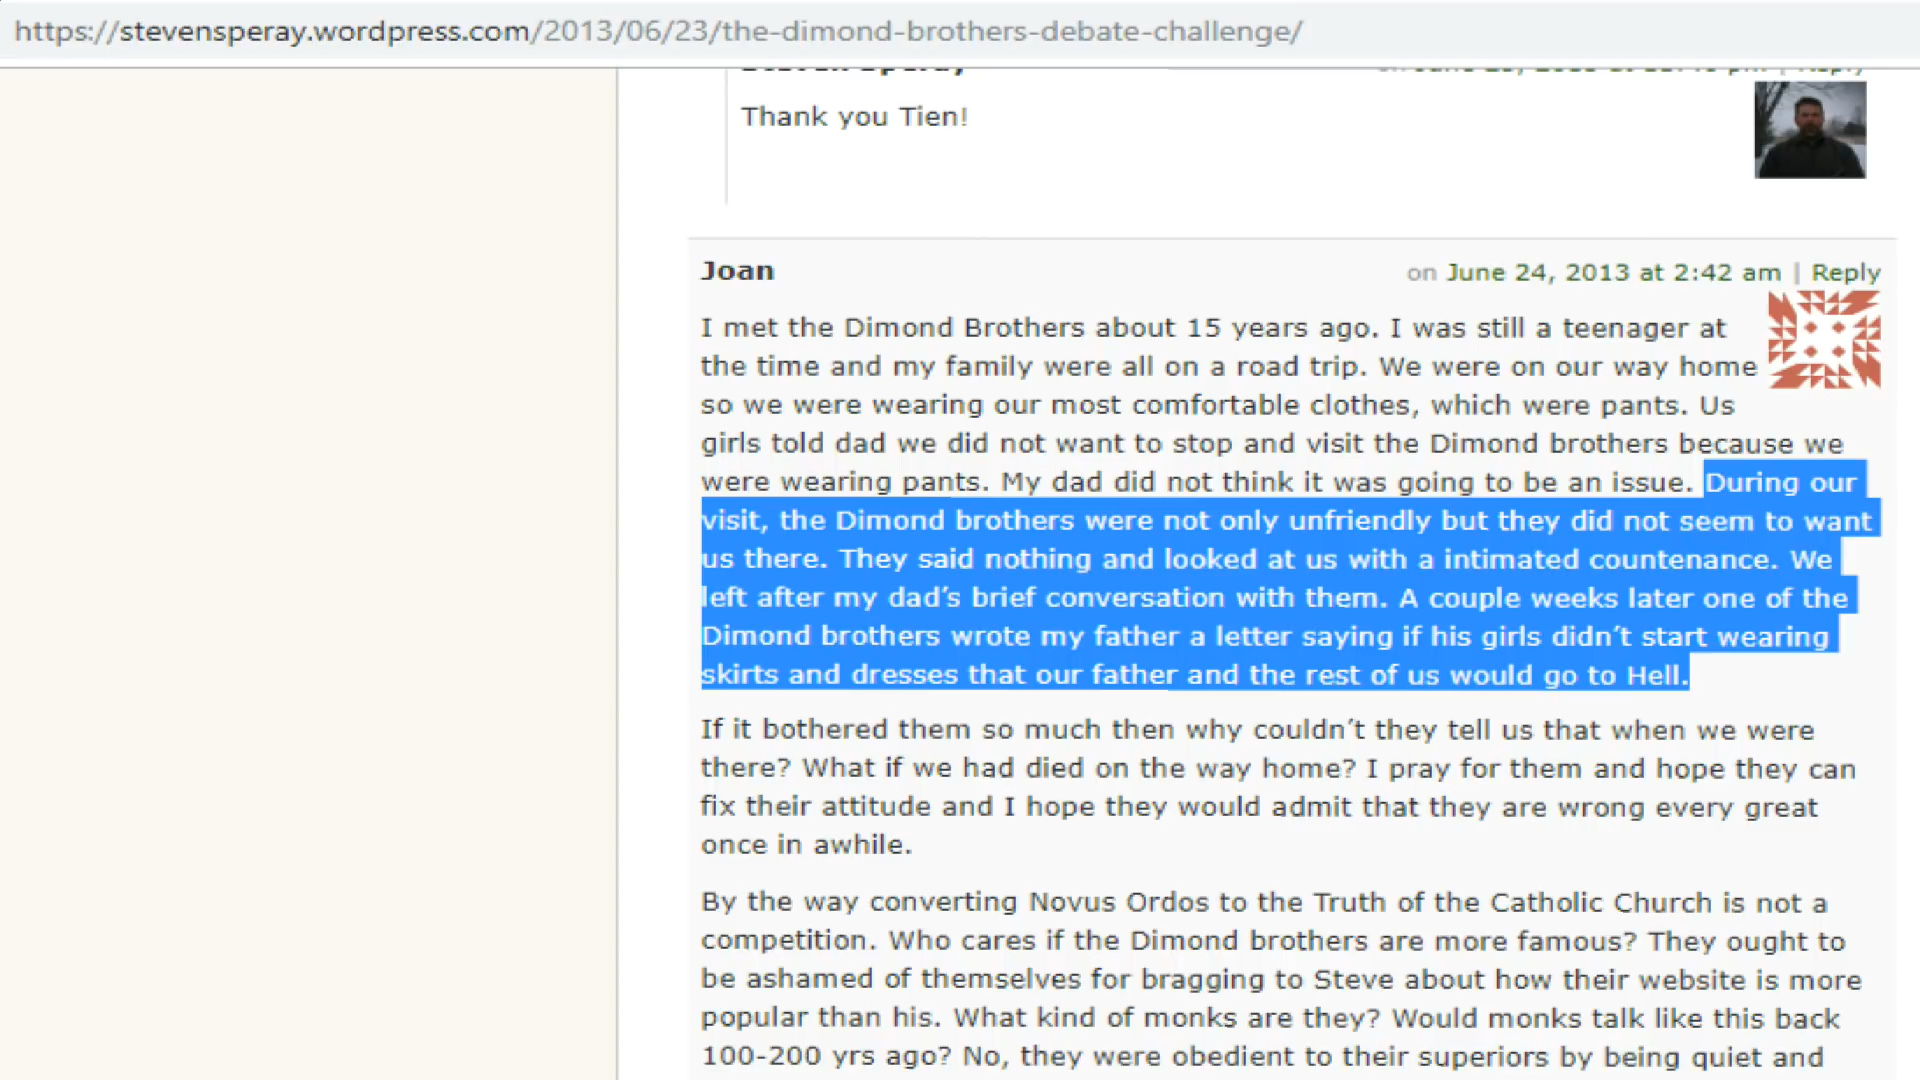 https://stevensperay.wordpress.com/2013/06/23/the-dimond-brothers-debate-challenge/
Thank you Tien!
Joan
on June 24, 2013 at 2:42 am | Reply
I met the Dimond Brothers about 15 years ago. I was still a teenager at
the time and my family were all on a road trip. We were on our way home
so we were wearing our most comfortable clothes, which were pants. Us
girls told dad we did not want to stop and visit the Dimond brothers because we
were wearing pants. My dad did not think it was going to be an issue. During our
visit, the Dimond brothers were not only unfriendly but they did not seem to want
us there. They said nothing and looked at us with a intimated countenance. We
left after my dad’s brief conversation with them. A couple weeks later one of the
Dimond brothers wrote my father a letter saying if his girls didn’t start wearing
skirts and dresses that our father and the rest of us would go to Hell.
If it bothered them so much then why couldn’t they tell us that when we were
there? What if we had died on the way home? I pray for them and hope they can
fix their attitude and I hope they would admit that they are wrong every great
once in awhile.
By the way converting Novus Ordos to the Truth of the Catholic Church is not a
competition. Who cares if the Dimond brothers are more famous? They ought to
be ashamed of themselves for bragging to Steve about how their website is more
popular than his. What kind of monks are they? Would monks talk like this back
100-200 yrs ago? No, they were obedient to their superiors by being quiet and